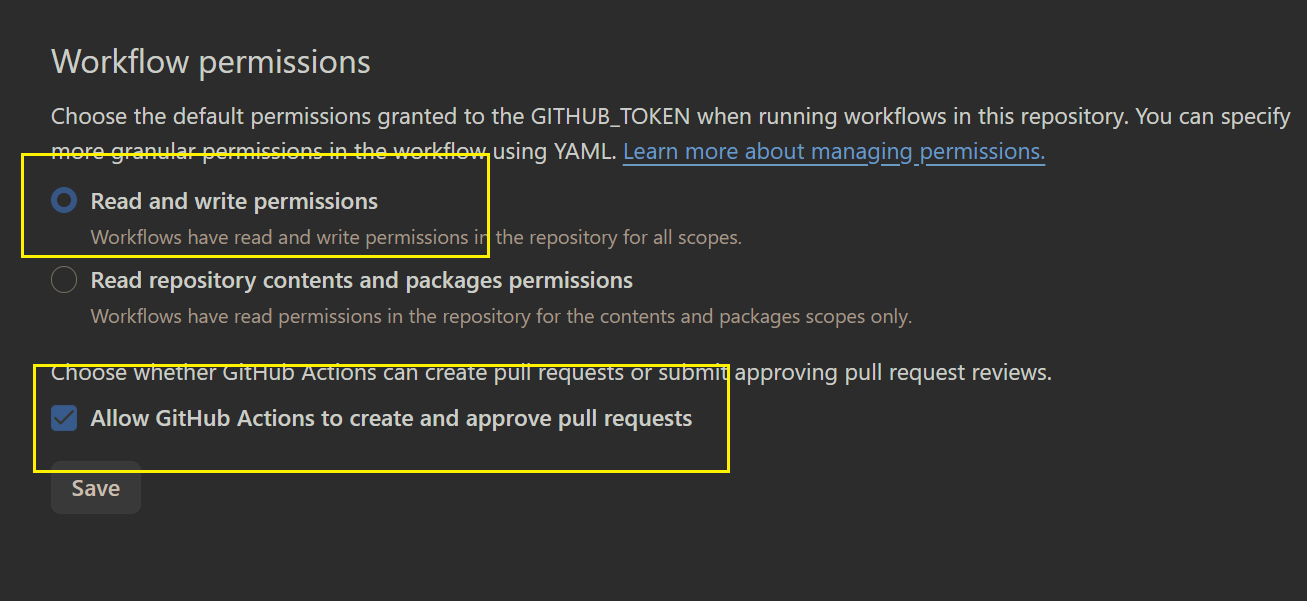 Workflow permissions
Choose the default permissions granted to the GITHUB_TOKEN when running workflows in this repository. You can specify
more granular permissions in the workflow using YAML. Learn more about managing permissions.
Read and write permissions
Workflows have read and write permissions in the repository for all scopes.
Read repository contents and packages permissions
Workflows have read permissions in the repository for the contents and packages scopes only.
Choose whether GitHub Actions can create pull requests or submit approving pull request reviews.
Allow GitHub Actions to create and approve pull requests
Save